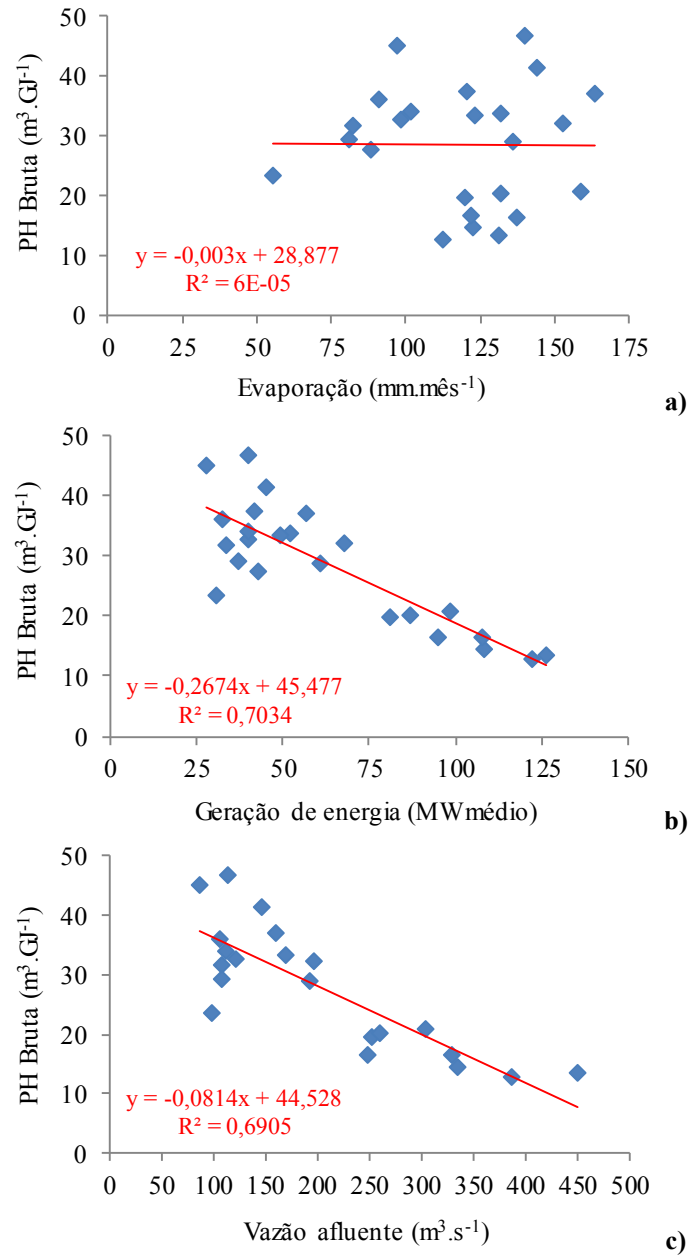 50
40
30
20
10
0
PH Bruta (m³.GJ⁻¹)
y = -0,003x + 28,877
R² = 6E-05
0 25 50 75 100 125 150 175
Evaporação (mm.mês⁻¹)
a)
50
40
30
20
10
0
PH Bruta (m³.GJ⁻¹)
y = -0,2674x + 45,477
R² = 0,7034
0 25 50 75 100 125 150
Geração de energia (MWmédio)
b)
50
40
30
20
10
0
PH Bruta (m³.GJ⁻¹)
y = -0,0814x + 44,528
R² = 0,6905
0 50 100 150 200 250 300 350 400 450 500
Vazão afluente (m³.s⁻¹)
c)